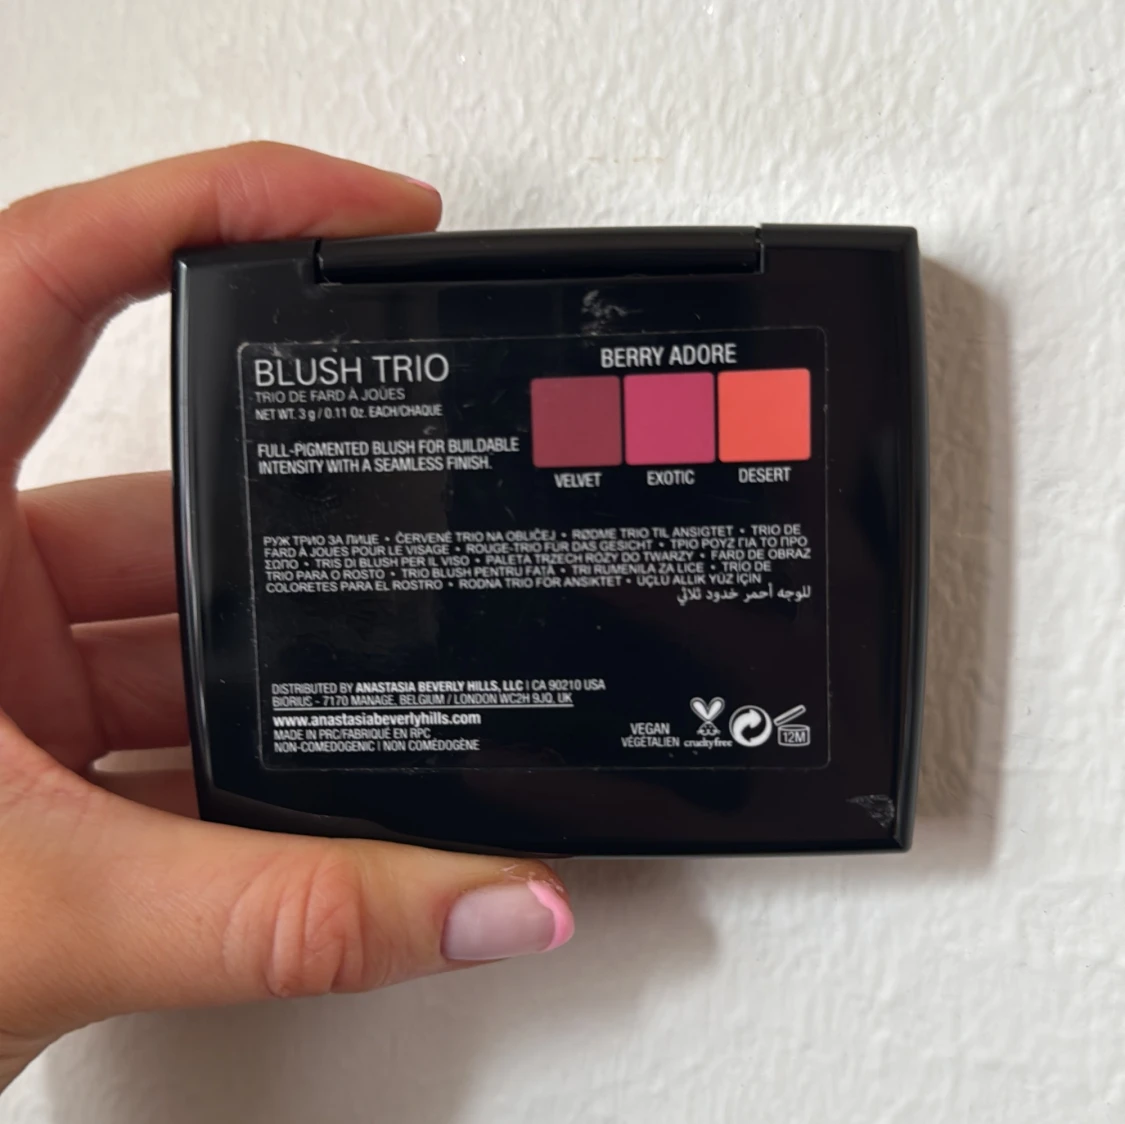 BLUSH TRIO
TRIO DE FARD À JOUES
NET WT. 3 g / 0.11 Oz. EACH/CHAQUE
FULL-PIGMENTED BLUSH FOR BUILDABLE
INTENSITY WITH A SEAMLESS FINISH.
BERRY ADORE
VELVET
EXOTIC
DESERT
РУЖ ТРИО ЗА ЛИЦЕ • ČERVENÉ TRIO NA OBLIČEJ • RØDME TRIO TIL ANSIGTET • TRIO DE
FARD À JOUES POUR LE VISAGE • ROUGE-TRIO FÜR DAS GESICHT • ΤΡΙΟ ΡΟΥΖ ΓΙΑ ΤΟ ΠΡΟ
ΣΩΠΟ • TRIS DI BLUSH PER IL VISO • PALETA TRZECH RÓŻY DO TWARZY • FARD DE OBRAZ
TRIO PARA O ROSTO • TRIO BLUSH PENTRU FAȚĂ • TRI RUMENILA ZA LICE • TRÍO DE
COLORETES PARA EL ROSTRO • RODNA TRIO FÖR ANSIKTET • ÜÇLÜ ALLIK YÜZ İÇİN
للوجه أحمر خدود ثلاثي
DISTRIBUTED BY ANASTASIA BEVERLY HILLS, LLC | CA 90210 USA
BIORIUS - 7170 MANAGE, BELGIUM / LONDON WC2H 9JQ, UK
www.anastasiabeverlyhills.com
MADE IN PRC/FABRIQUÉ EN RPC
NON-COMEDOGENIC | NON COMÉDOGÈNE
VEGAN
VÉGÉTALIEN
crueltyfree
12M